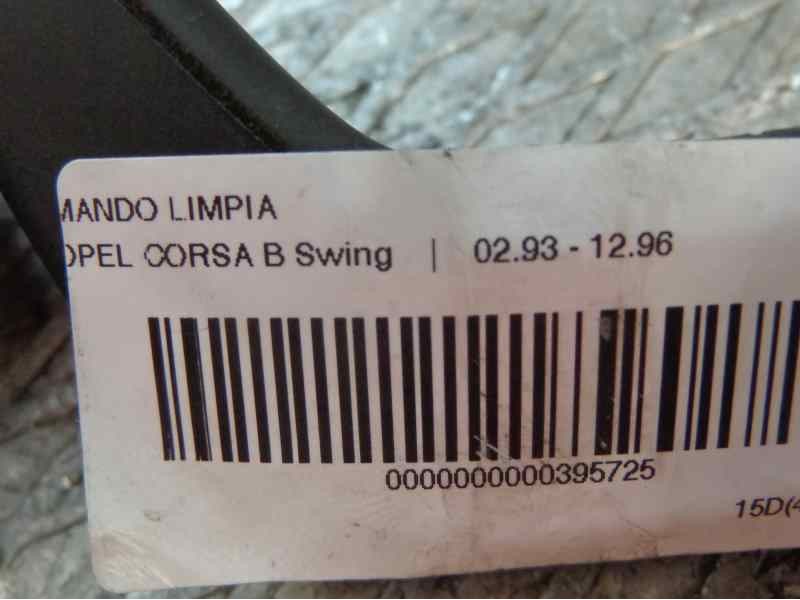 MANDO LIMPIA
OPEL CORSA B Swing | 02.93 - 12.96
0000000000395725
15D(4